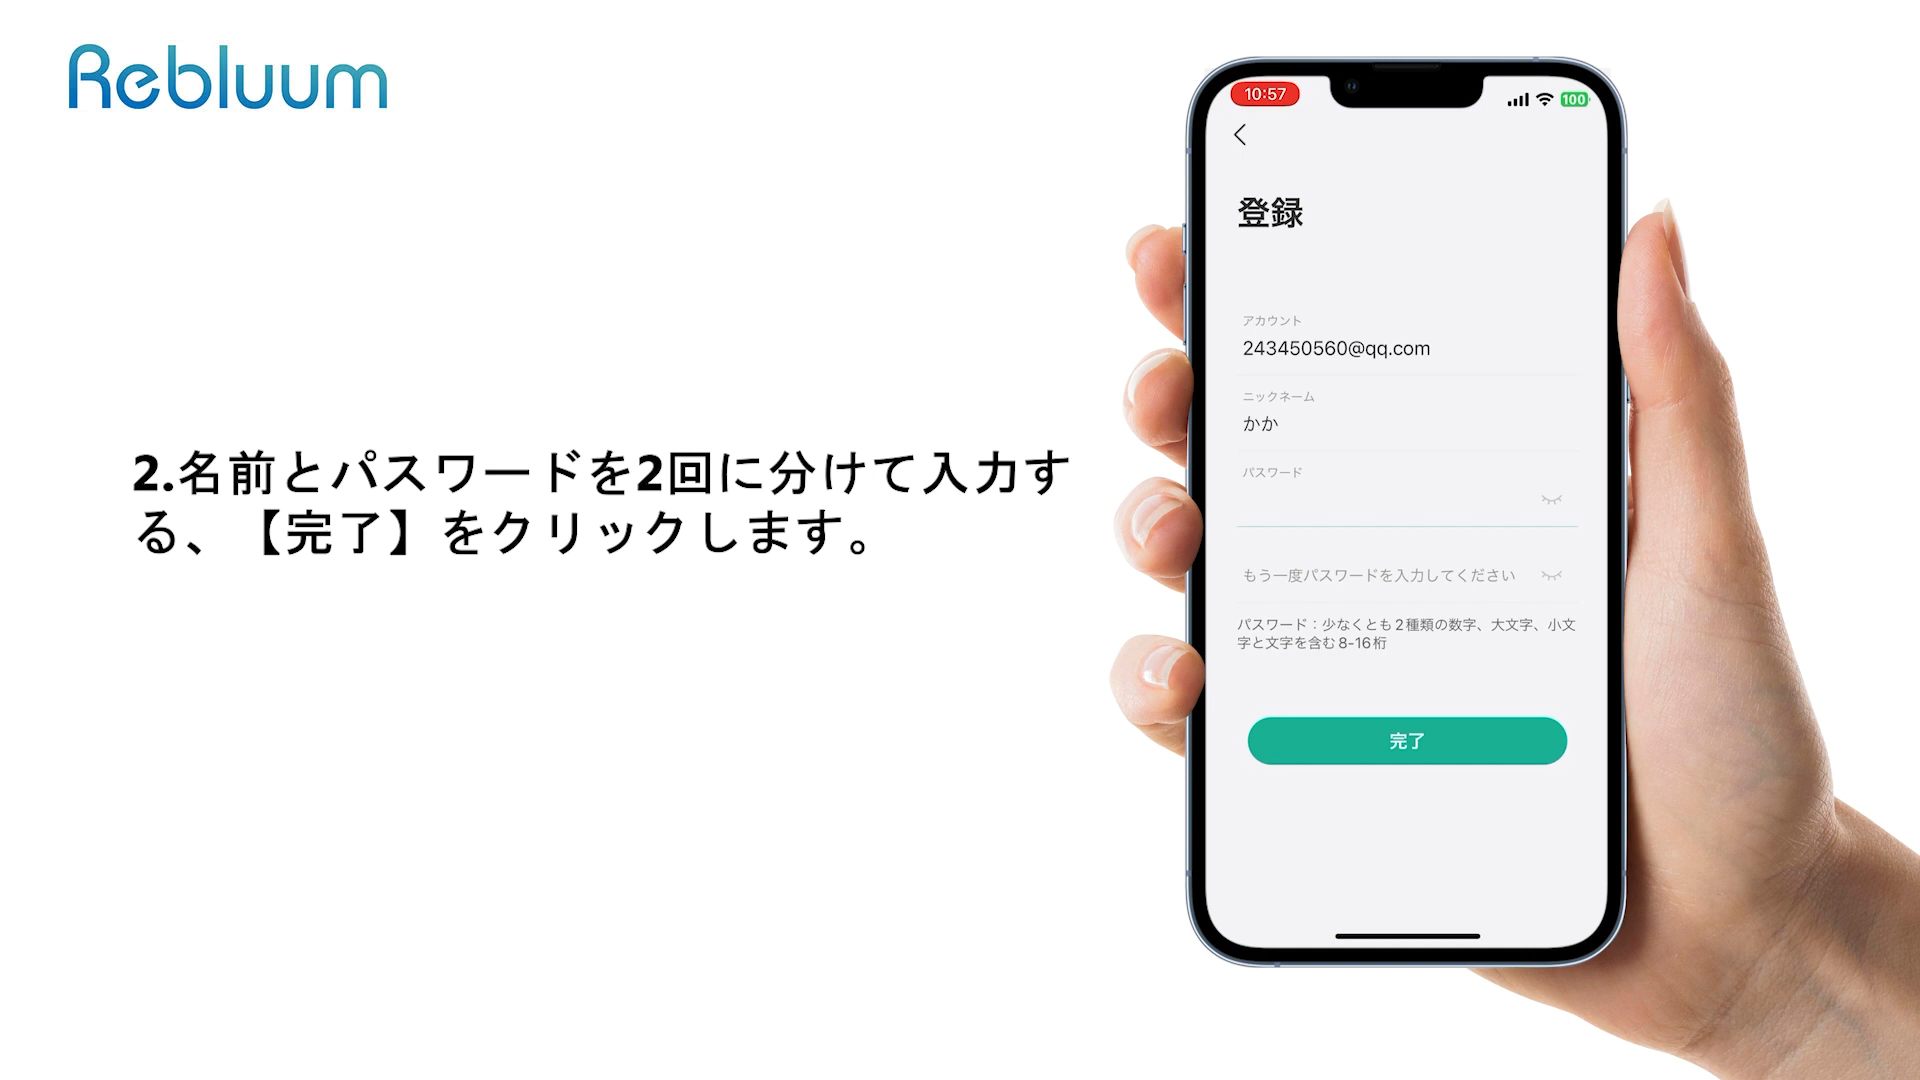 Rebluum
2.名前とパスワードを2回に分けて入力す
る、【完了】をクリックします。
10:57
100
登録
アカウント
243450560@qq.com
ニックネーム
かか
パスワード
もう一度パスワードを入力してください
パスワード：少なくとも2種類の数字、大文字、小文
字と文字を含む8-16桁
完了